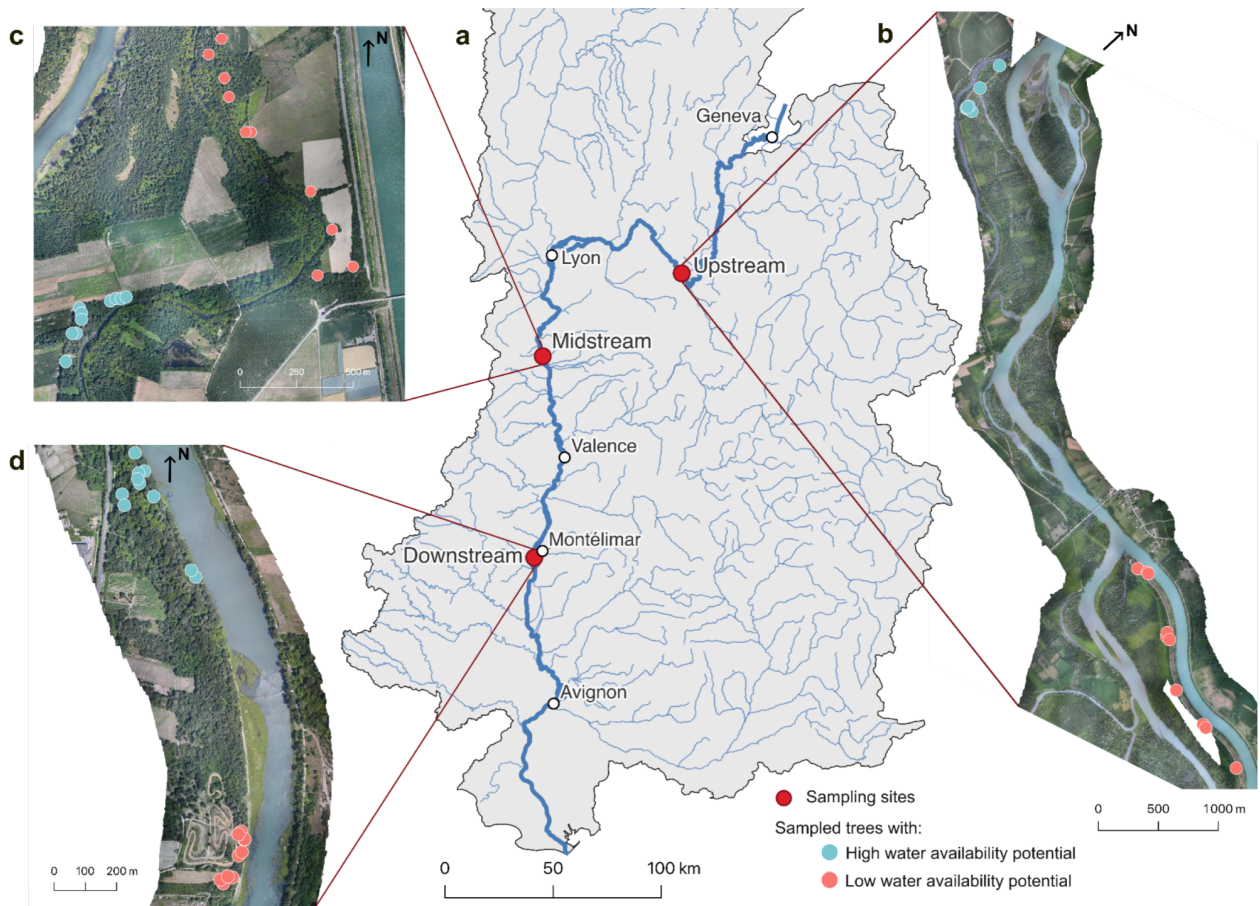 c
N
0 250 500 m
a
Geneva
Lyon
Upstream
Midstream
Valence
Montélimar
Downstream
Avignon
0 50 100 km
b
N
0 500 1000 m
d
N
0 100 200 m
Sampling sites
Sampled trees with:
High water availability potential
Low water availability potential